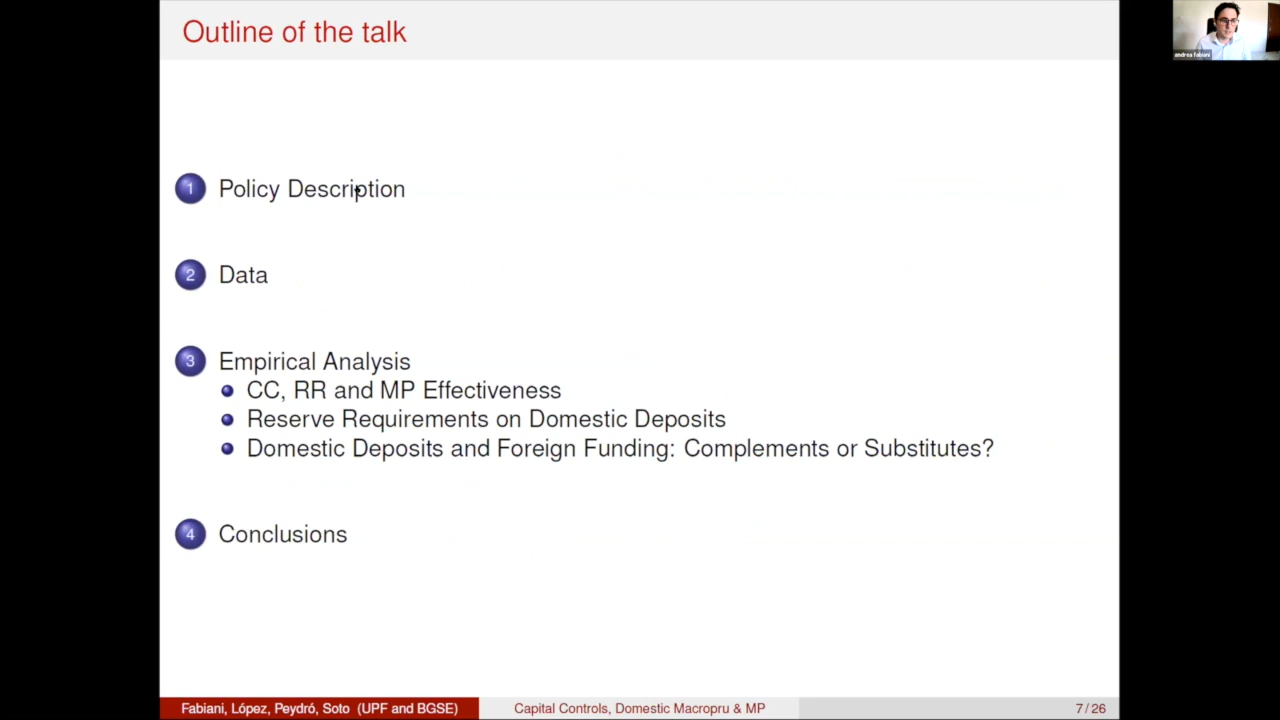 Outline of the talk
andrea fabiani
1 Policy Description
2 Data
3 Empirical Analysis
CC, RR and MP Effectiveness
Reserve Requirements on Domestic Deposits
Domestic Deposits and Foreign Funding: Complements or Substitutes?
4 Conclusions
Fabiani, López, Peydró, Soto (UPF and BGSE) Capital Controls, Domestic Macropru & MP 7 / 26